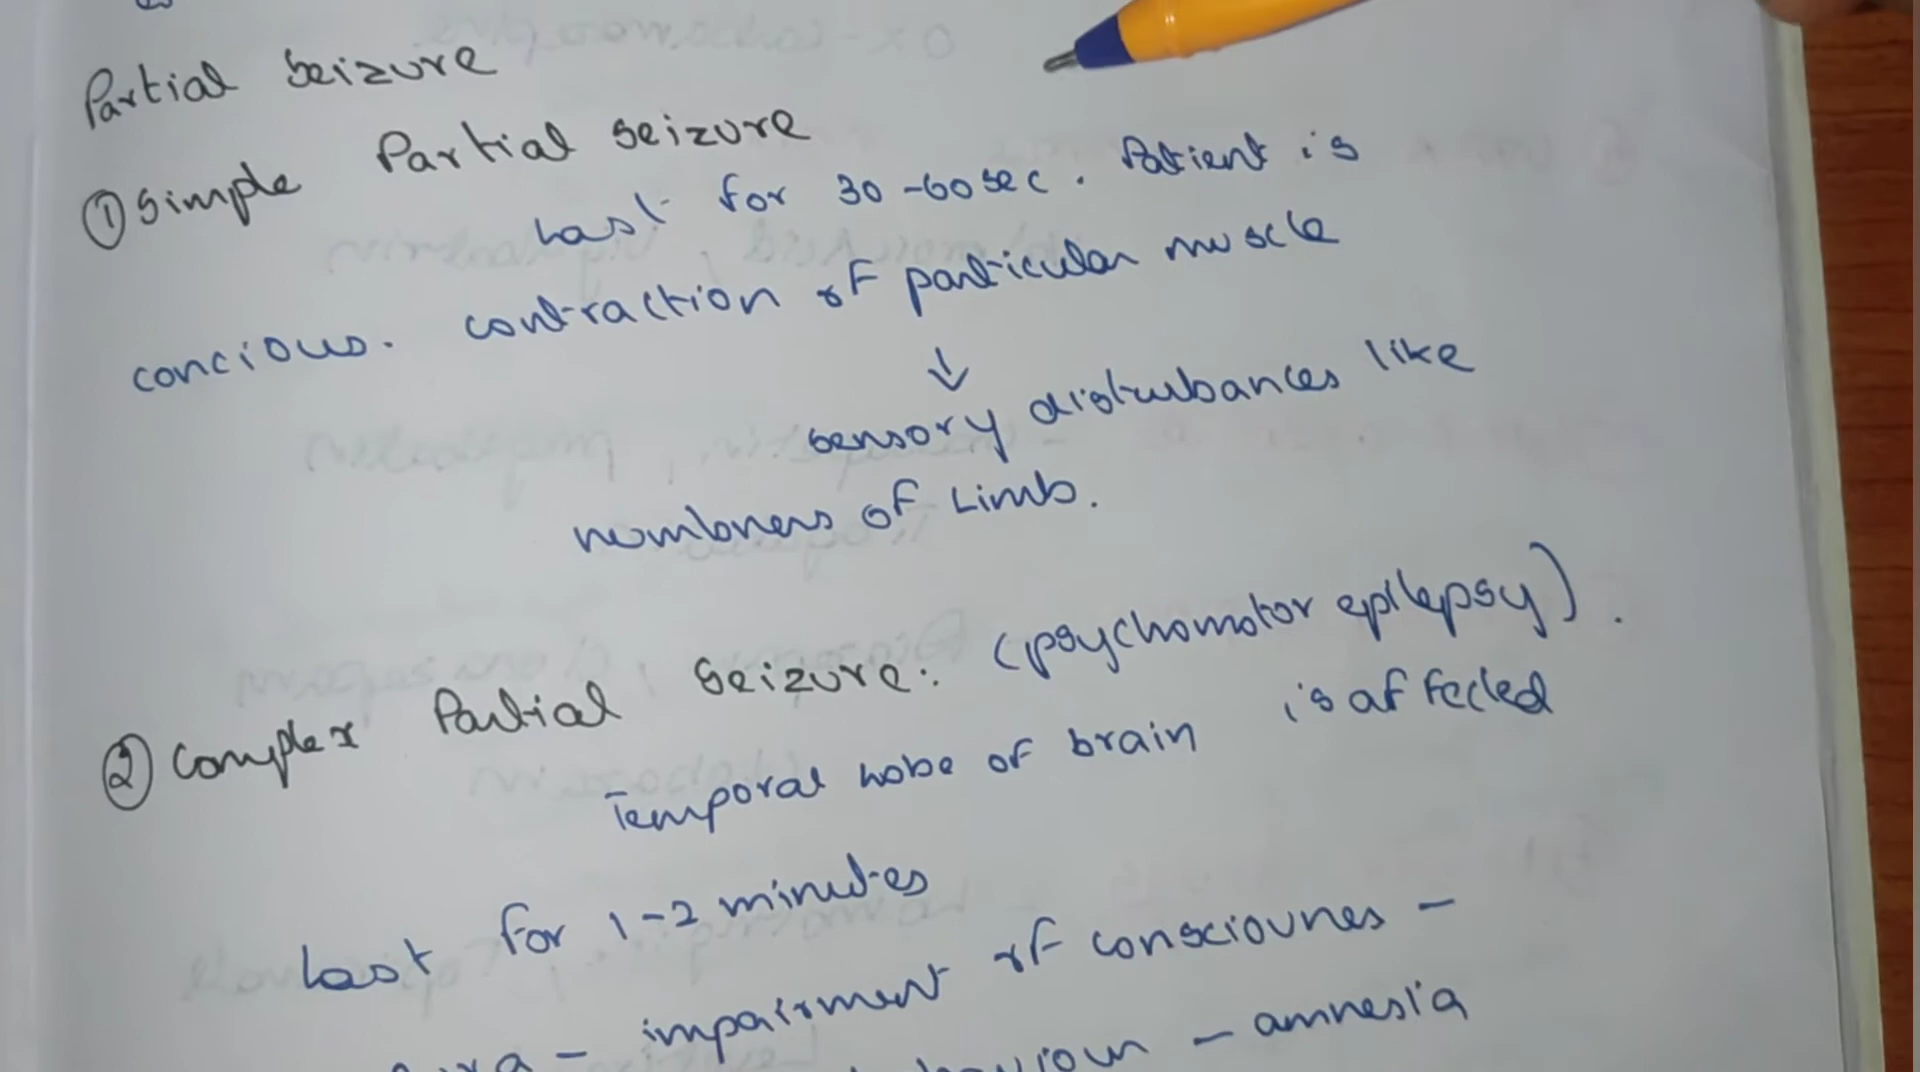 Partial Seizure
① Simple Partial Seizure
Last for 30-60 sec. Patient is
concious. contraction of particular muscle
↓
sensory disturbances like
numbness of Limb.
② Complex Partial Seizure: (psychomotor epilepsy).
Temporal Lobe of brain is affected
Last for 1-2 minutes
- impairment of consciounes -
- amnesia